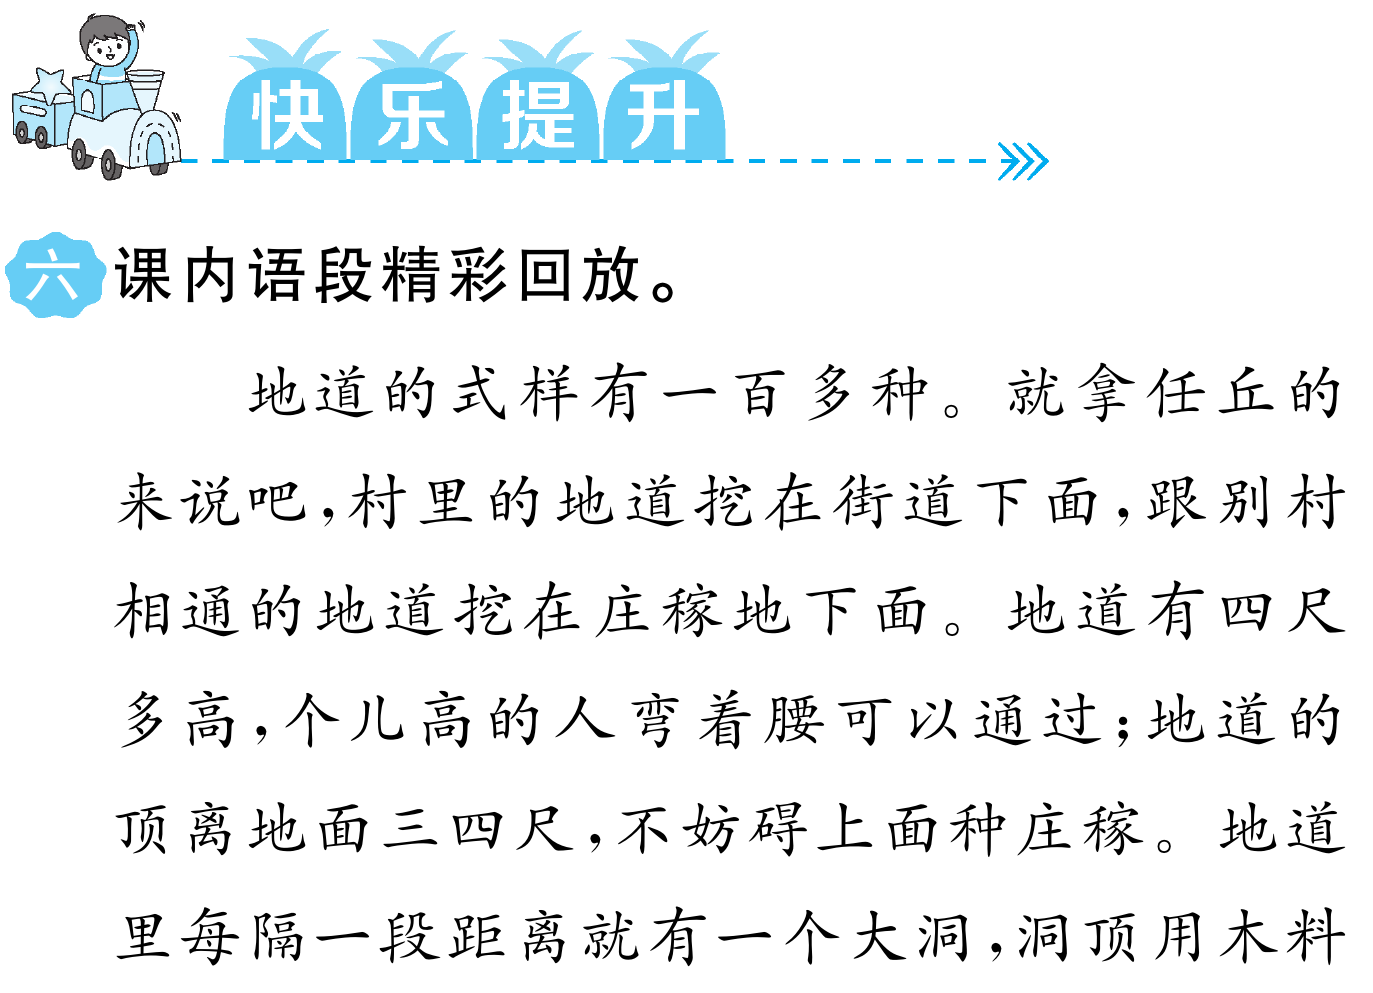 快乐提升
六 课内语段精彩回放。
地道的式样有一百多种。就拿任丘的
来说吧,村里的地道挖在街道下面,跟别村
相通的地道挖在庄稼地下面。地道有四尺
多高,个儿高的人弯着腰可以通过;地道的
顶离地面三四尺,不妨碍上面种庄稼。地道
里每隔一段距离就有一个大洞,洞顶用木料